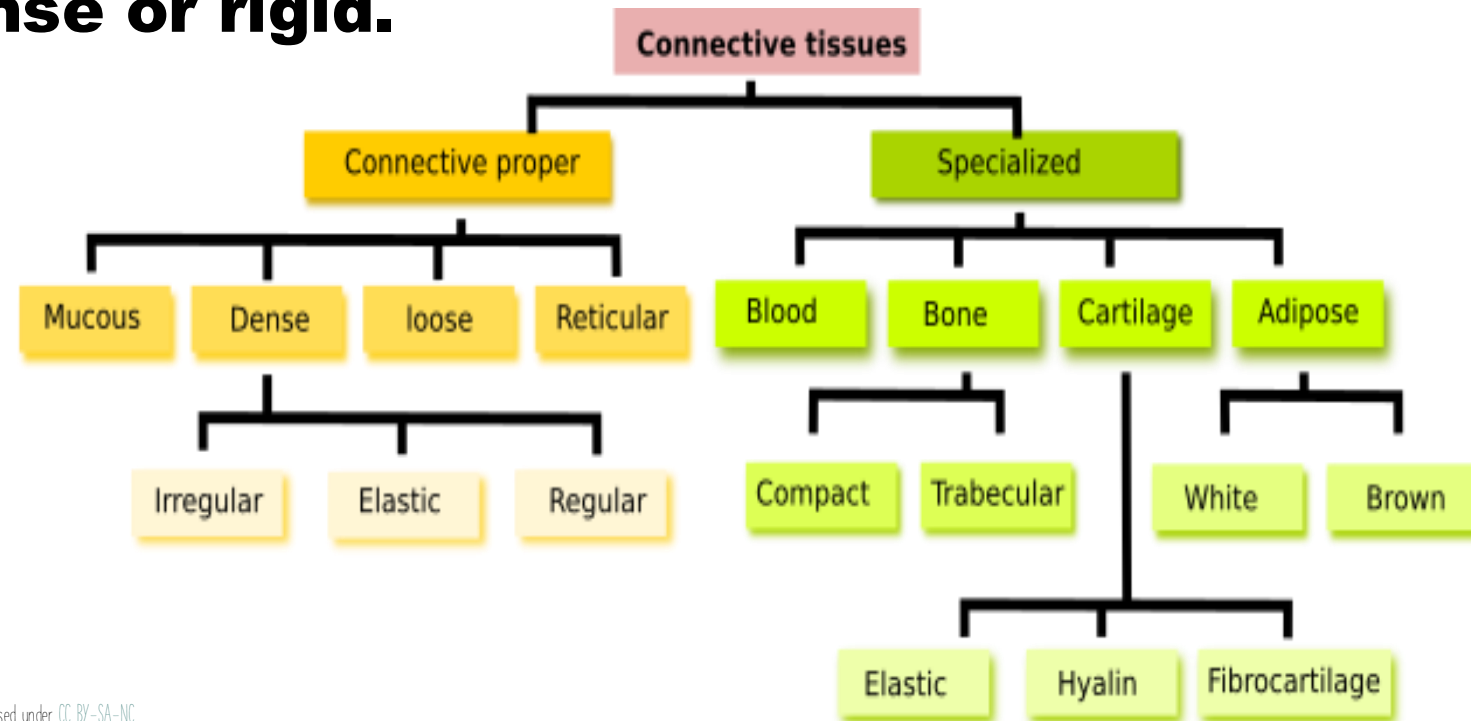 nse or rigid.
Connective tissues
Connective proper
Specialized
Mucous
Dense
loose
Reticular
Blood
Bone
Cartilage
Adipose
Irregular
Elastic
Regular
Compact
Trabecular
White
Brown
Elastic
Hyalin
Fibrocartilage
sed under CC BY-SA-NC